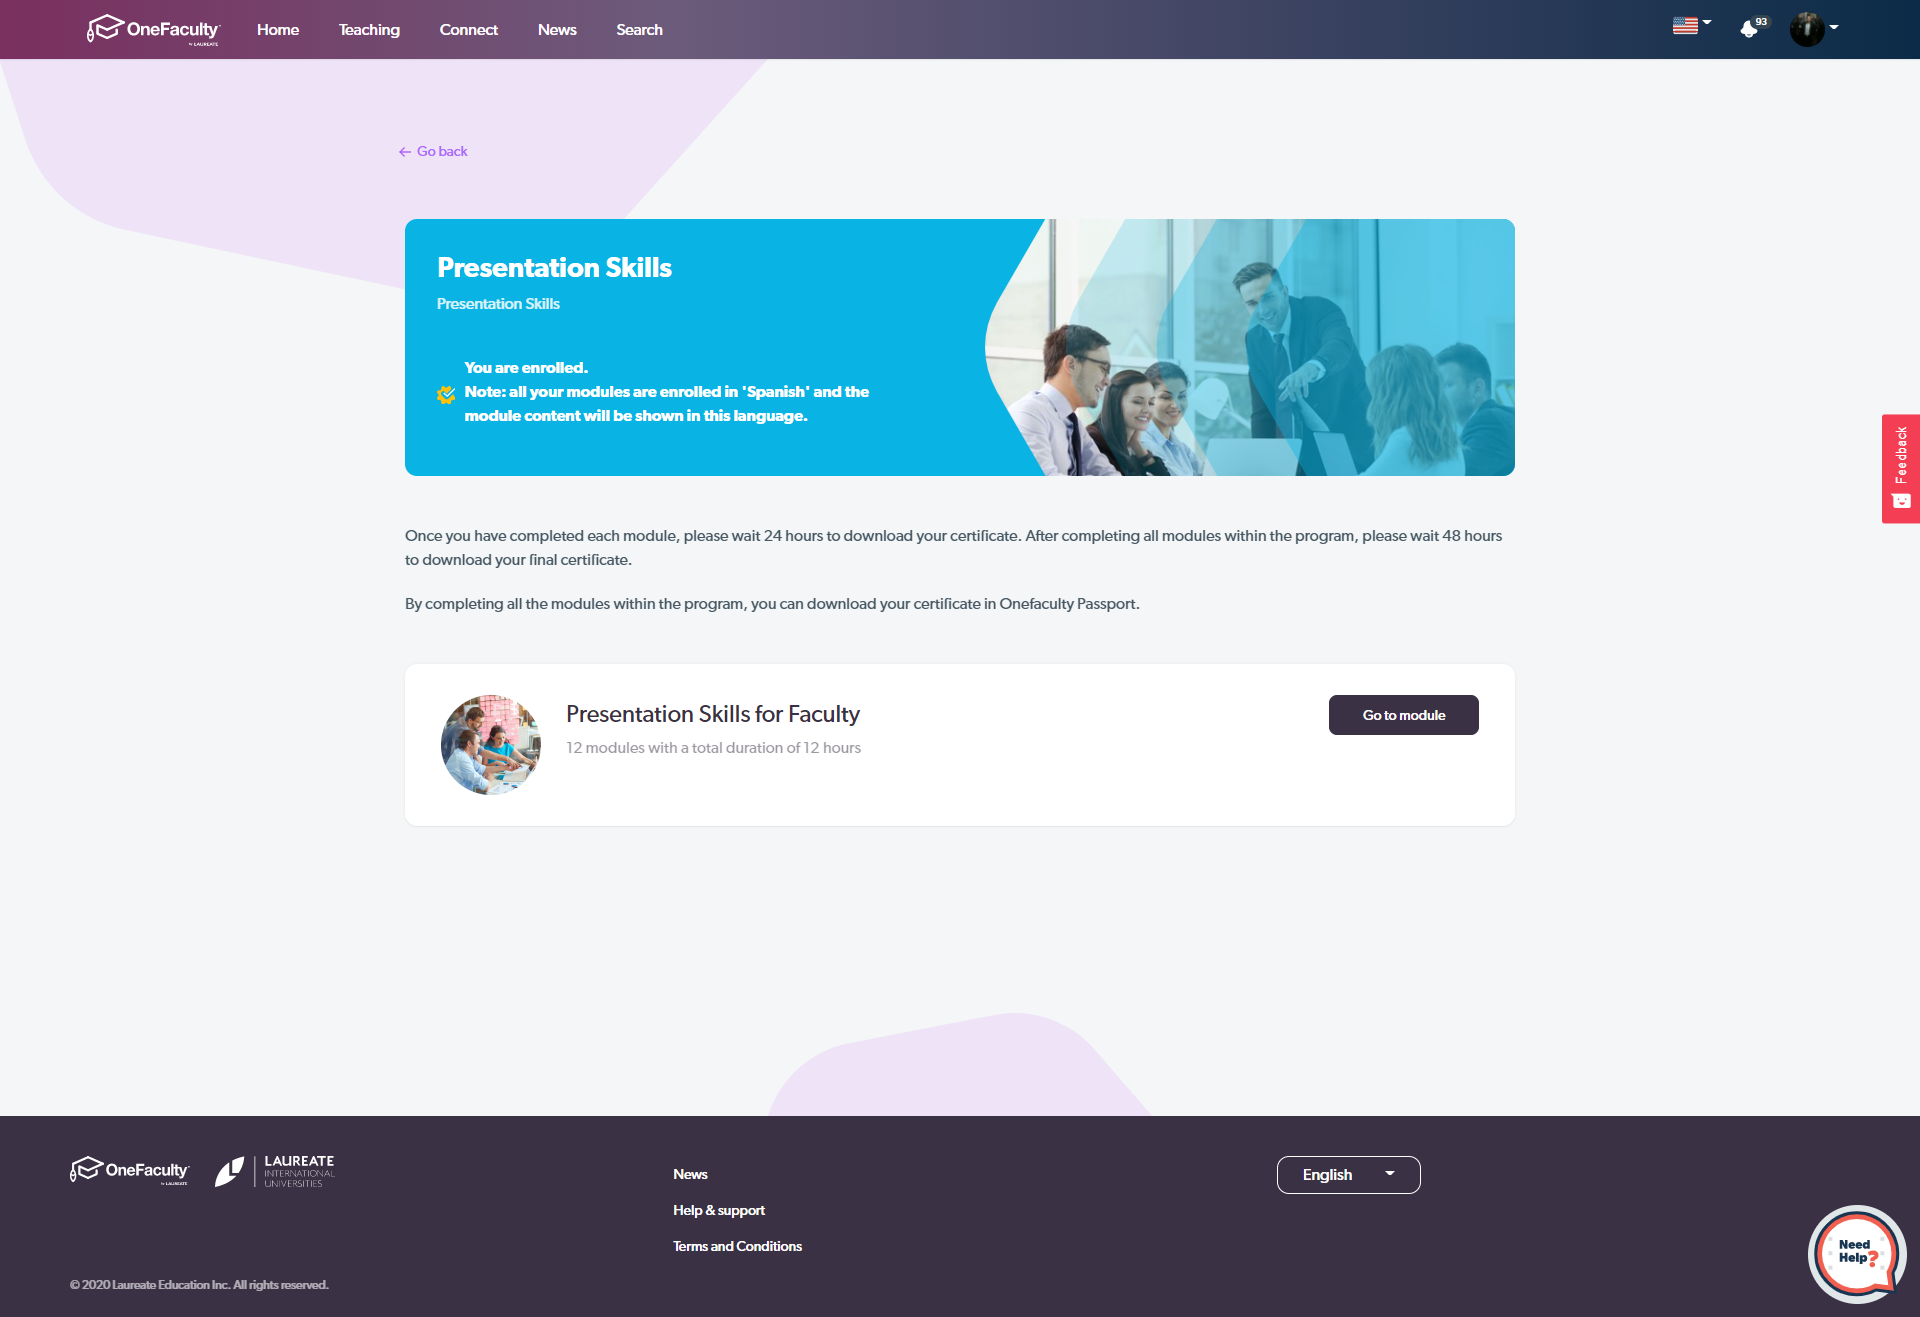 OneFaculty
by LAUREATE
Home
Teaching
Connect
News
Search
93
Go back
Presentation Skills
Presentation Skills
You are enrolled.
Note: all your modules are enrolled in 'Spanish' and the
module content will be shown in this language.
Feedback
Once you have completed each module, please wait 24 hours to download your certificate. After completing all modules within the program, please wait 48 hours
to download your final certificate.
By completing all the modules within the program, you can download your certificate in Onefaculty Passport.
Presentation Skills for Faculty
12 modules with a total duration of 12 hours
Go to module
OneFaculty
by LAUREATE
LAUREATE
INTERNATIONAL
UNIVERSITIES
News
Help & support
Terms and Conditions
English
Need
Help?
© 2020 Laureate Education Inc. All rights reserved.